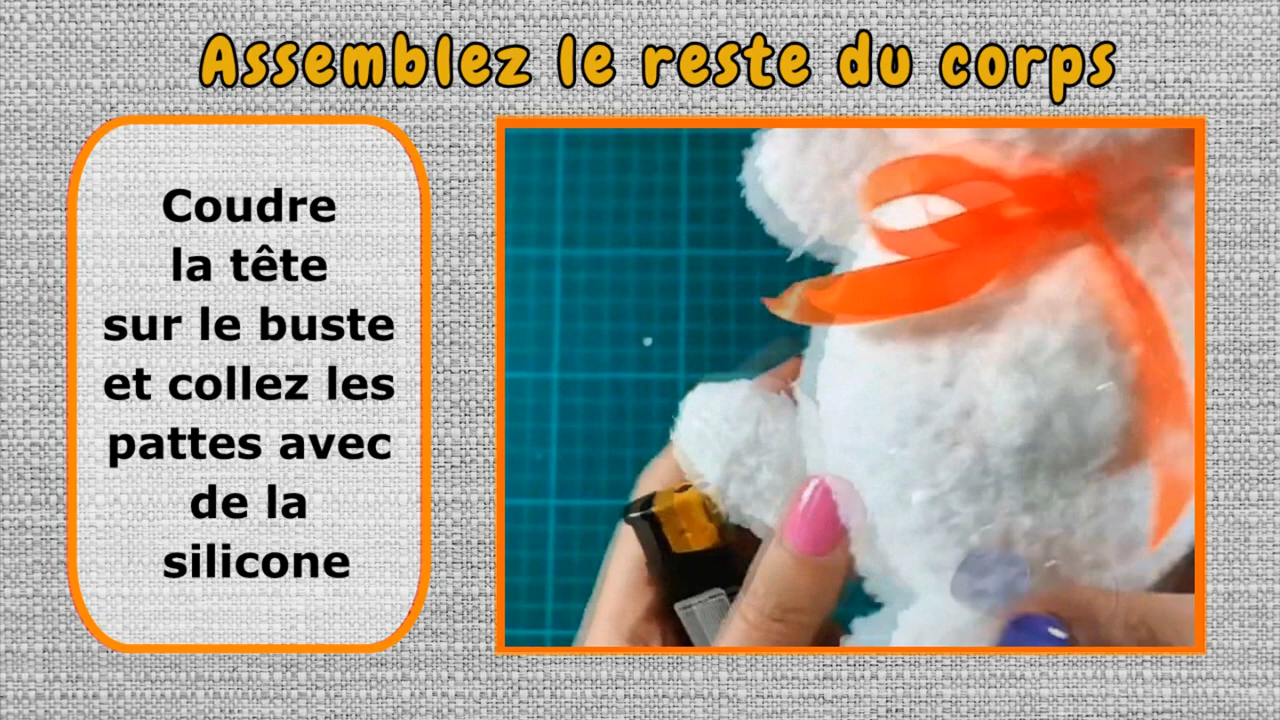 Assemblez le reste du corps
Coudre
la tête
sur le buste
et collez les
pattes avec
de la
silicone